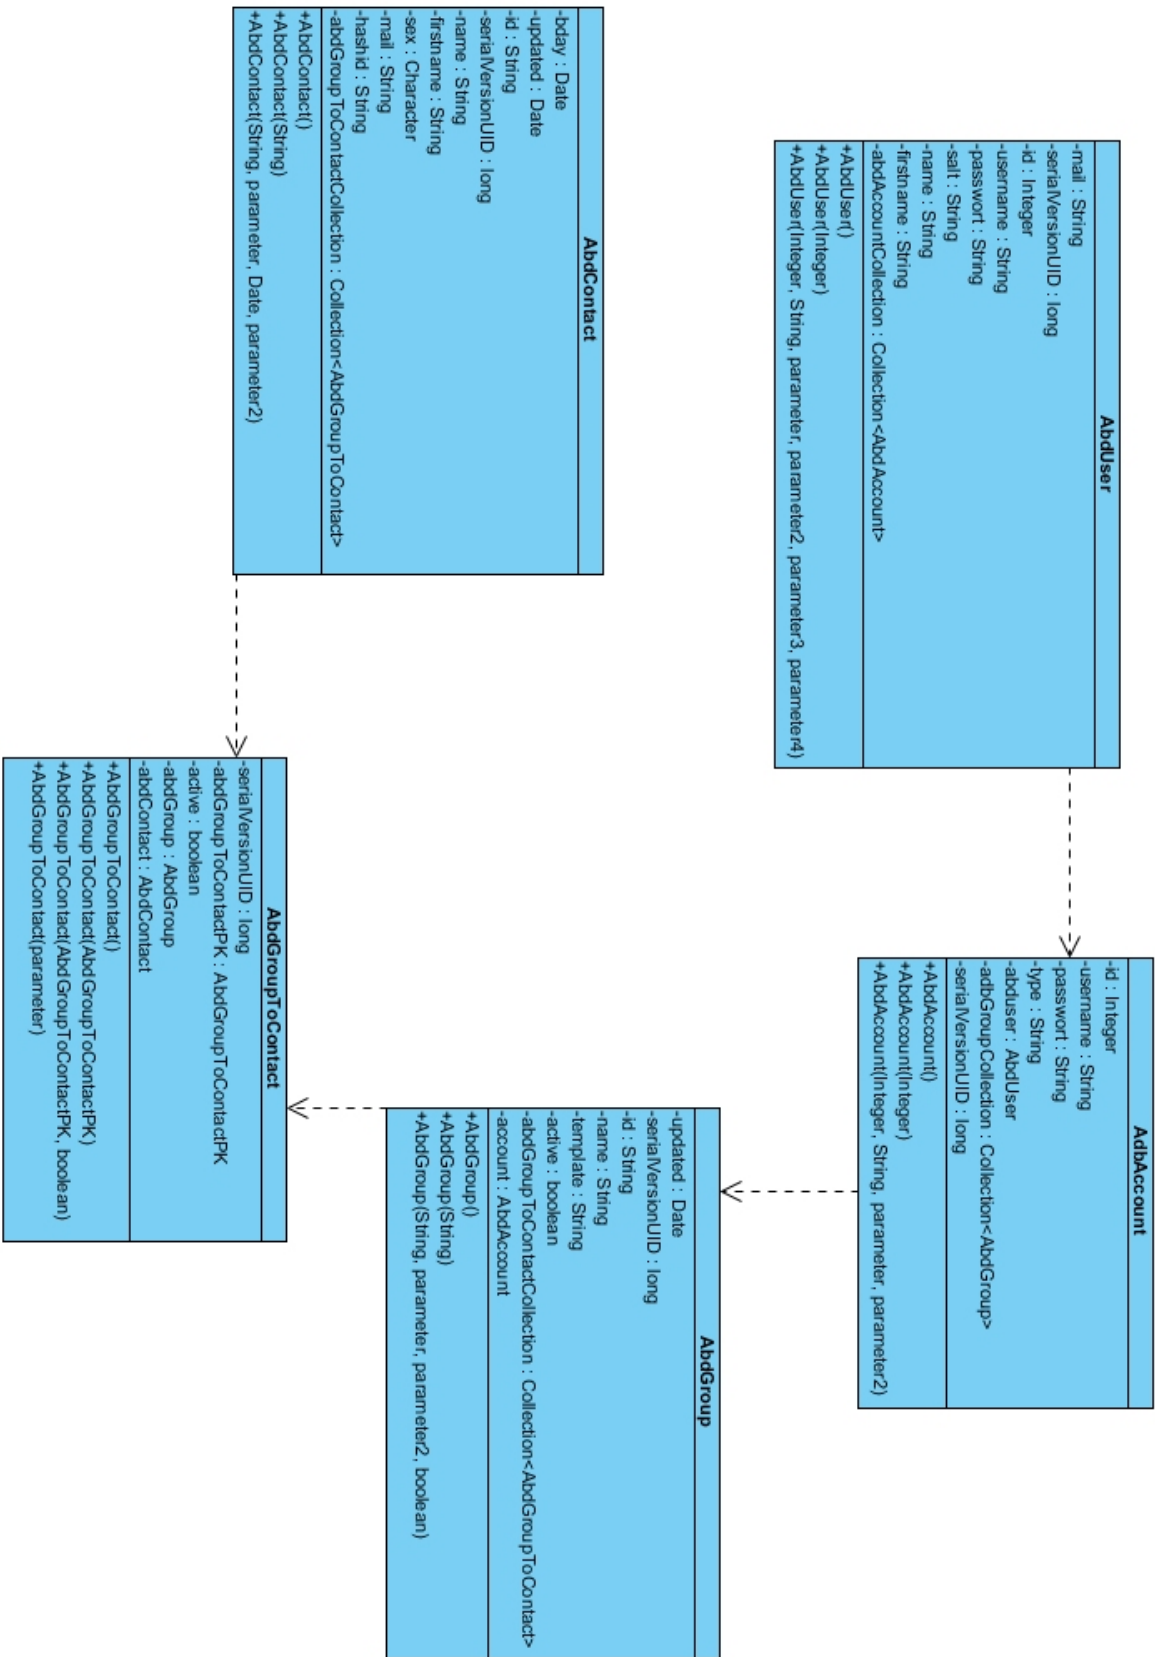 AbdUser
-mail : String
-serialVersionUID : long
-id : Integer
-username : String
-passwort : String
-salt : String
-name : String
-firstname : String
-abdAccountCollection : Collection<AbdAccount>
+AbdUser()
+AbdUser(Integer)
+AbdUser(Integer, String, parameter, parameter2, parameter3, parameter4)
AdbAccount
-id : Integer
-username : String
-passwort : String
-type : String
-abduser : AbdUser
-adbGroupCollection : Collection<AbdGroup>
-serialVersionUID : long
+AbdAccount()
+AbdAccount(Integer)
+AbdAccount(Integer, String, parameter, parameter2)
AbdGroup
-updated : Date
-serialVersionUID : long
-id : String
-name : String
-template : String
-active : boolean
-abdGroupToContactCollection : Collection<AbdGroupToContact>
-account : AbdAccount
+AbdGroup()
+AbdGroup(String)
+AbdGroup(String, parameter, parameter2, boolean)
AbdContact
-bday : Date
-updated : Date
-id : String
-serialVersionUID : long
-name : String
-firstname : String
-sex : Character
-mail : String
-hashid : String
-abdGroupToContactCollection : Collection<AbdGroupToContact>
+AbdContact()
+AbdContact(String)
+AbdContact(String, parameter, Date, parameter2)
AbdGroupToContact
-serialVersionUID : long
-abdGroupToContactPK : AbdGroupToContactPK
-active : boolean
-abdGroup : AbdGroup
-abdContact : AbdContact
+AbdGroupToContact()
+AbdGroupToContact(AbdGroupToContactPK)
+AbdGroupToContact(AbdGroupToContactPK, boolean)
+AbdGroupToContact(parameter)